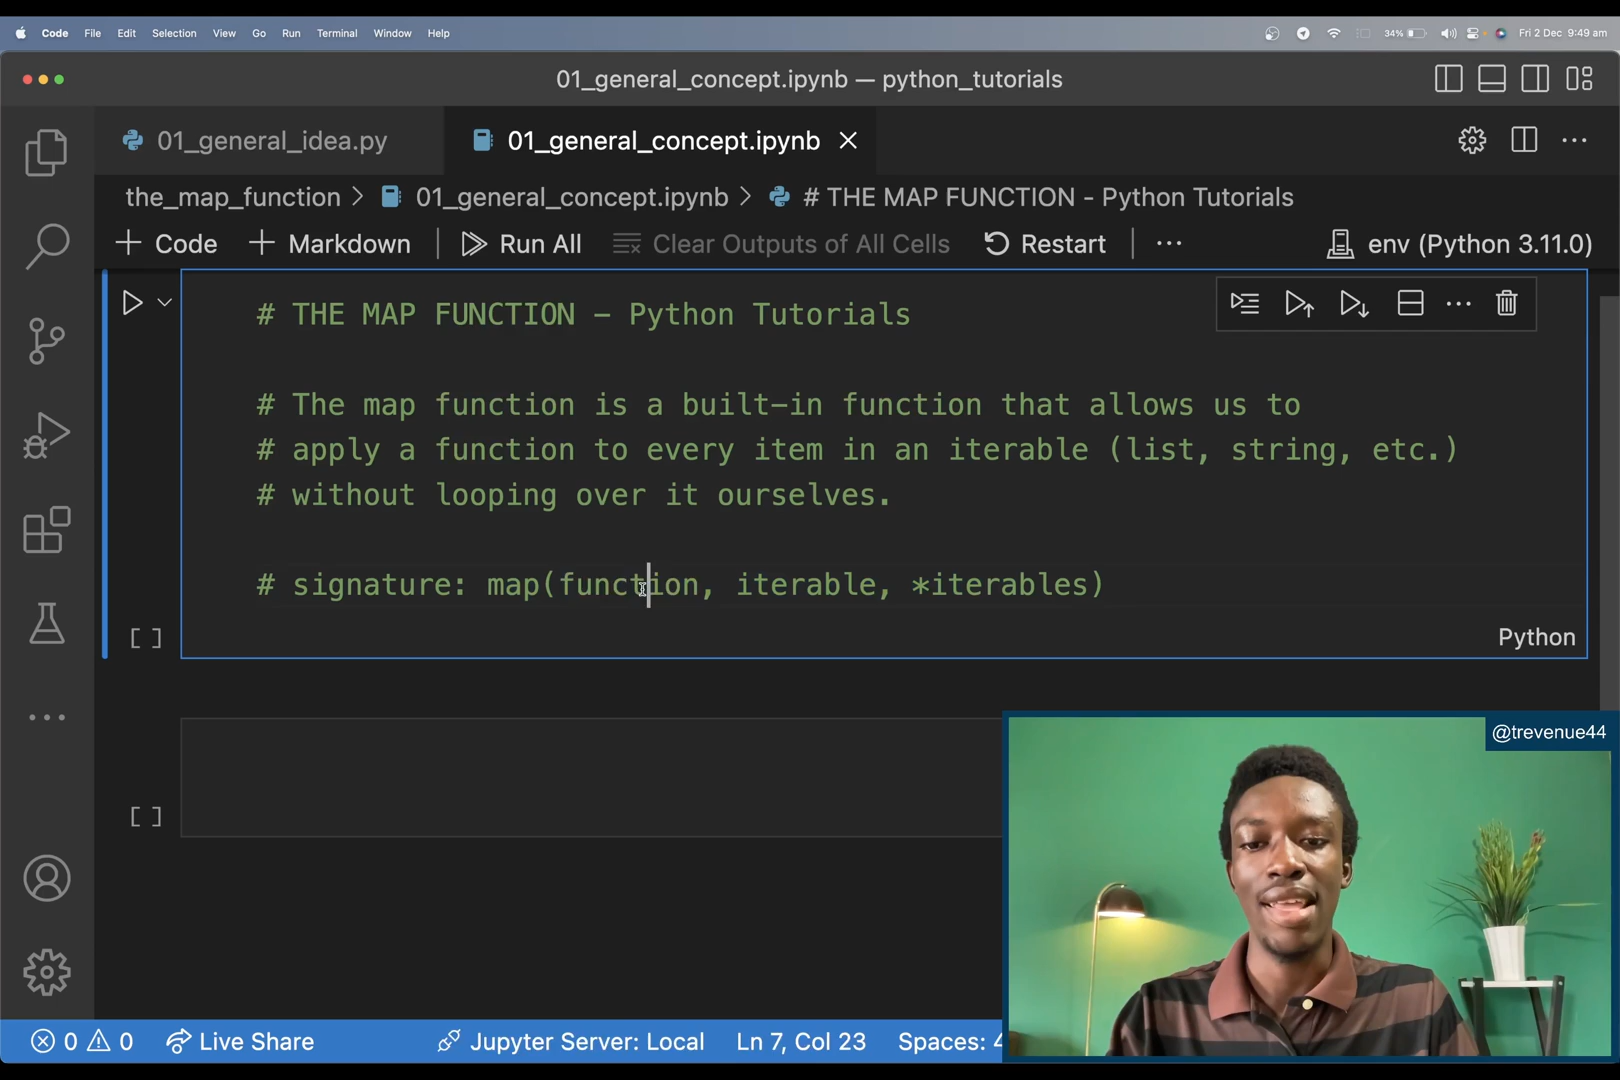 Code File Edit Selection View Go Run Terminal Window Help 34% Fri 2 Dec 9:49 am
01_general_concept.ipynb — python_tutorials
01_general_idea.py 01_general_concept.ipynb
the_map_function > 01_general_concept.ipynb > # THE MAP FUNCTION - Python Tutorials
+ Code + Markdown Run All Clear Outputs of All Cells Restart ... env (Python 3.11.0)
# THE MAP FUNCTION - Python Tutorials
# The map function is a built-in function that allows us to
# apply a function to every item in an iterable (list, string, etc.)
# without looping over it ourselves.
# signature: map(function, iterable, *iterables)
[ ] Python
@trevenue44
[ ]
0 0 Live Share Jupyter Server: Local Ln 7, Col 23 Spaces: 4